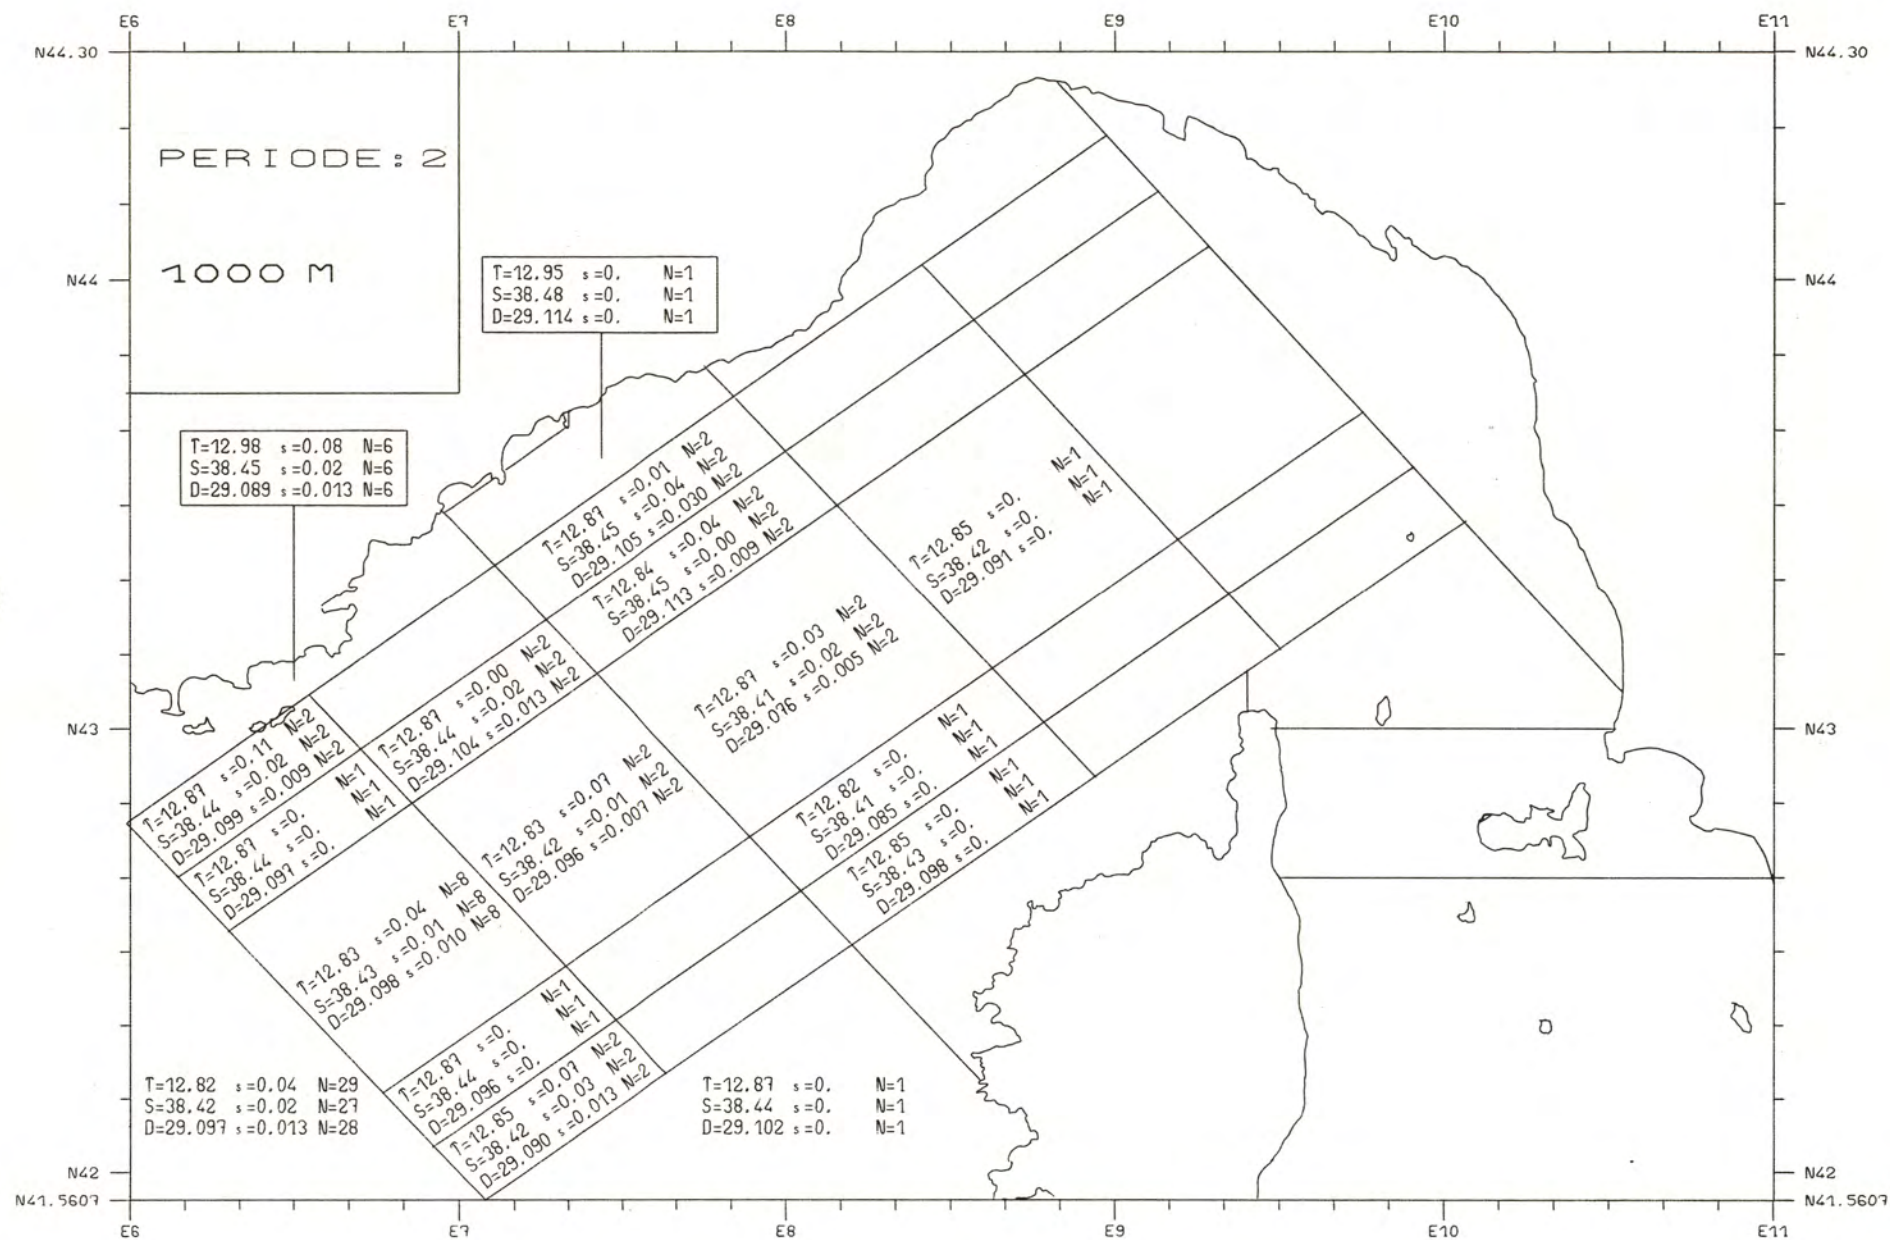 E6 E7 E8 E9 E10 E11
N44.30 N44.30
PERIODE: 2
1000 M
N44 N44
T=12.95 s=0. N=1
S=38.48 s=0. N=1
D=29.114 s=0. N=1
T=12.98 s=0.08 N=6
S=38.45 s=0.02 N=6
D=29.089 s=0.013 N=6
T=12.87 s=0.01 N=2
S=38.45 s=0.04 N=2
D=29.105 s=0.030 N=2
T=12.84 s=0.04 N=2
S=38.45 s=0.00 N=2
D=29.113 s=0.009 N=2
T=12.85 s=0. N=1
S=38.42 s=0. N=1
D=29.091 s=0. N=1
T=12.87 s=0.03 N=2
S=38.41 s=0.02 N=2
D=29.076 s=0.005 N=2
T=12.87 s=0.00 N=2
S=38.44 s=0.02 N=2
D=29.104 s=0.013 N=2
N43 N43
T=12.87 s=0.11 N=2
S=38.44 s=0.02 N=2
D=29.099 s=0.009 N=2
T=12.87 s=0. N=1
S=38.44 s=0. N=1
D=29.097 s=0. N=1
T=12.83 s=0.07 N=2
S=38.42 s=0.01 N=2
D=29.096 s=0.007 N=2
T=12.82 s=0. N=1
S=38.41 s=0. N=1
D=29.085 s=0. N=1
T=12.85 s=0. N=1
S=38.43 s=0. N=1
D=29.098 s=0. N=1
T=12.83 s=0.04 N=8
S=38.43 s=0.01 N=8
D=29.098 s=0.010 N=8
T=12.87 s=0. N=1
S=38.44 s=0. N=1
D=29.096 s=0. N=1
T=12.85 s=0.07 N=2
S=38.42 s=0.03 N=2
D=29.090 s=0.013 N=2
T=12.82 s=0.04 N=29
S=38.42 s=0.02 N=27
D=29.097 s=0.013 N=28
T=12.87 s=0. N=1
S=38.44 s=0. N=1
D=29.102 s=0. N=1
N42 N42
N41.5607 N41.5607
E6 E7 E8 E9 E10 E11